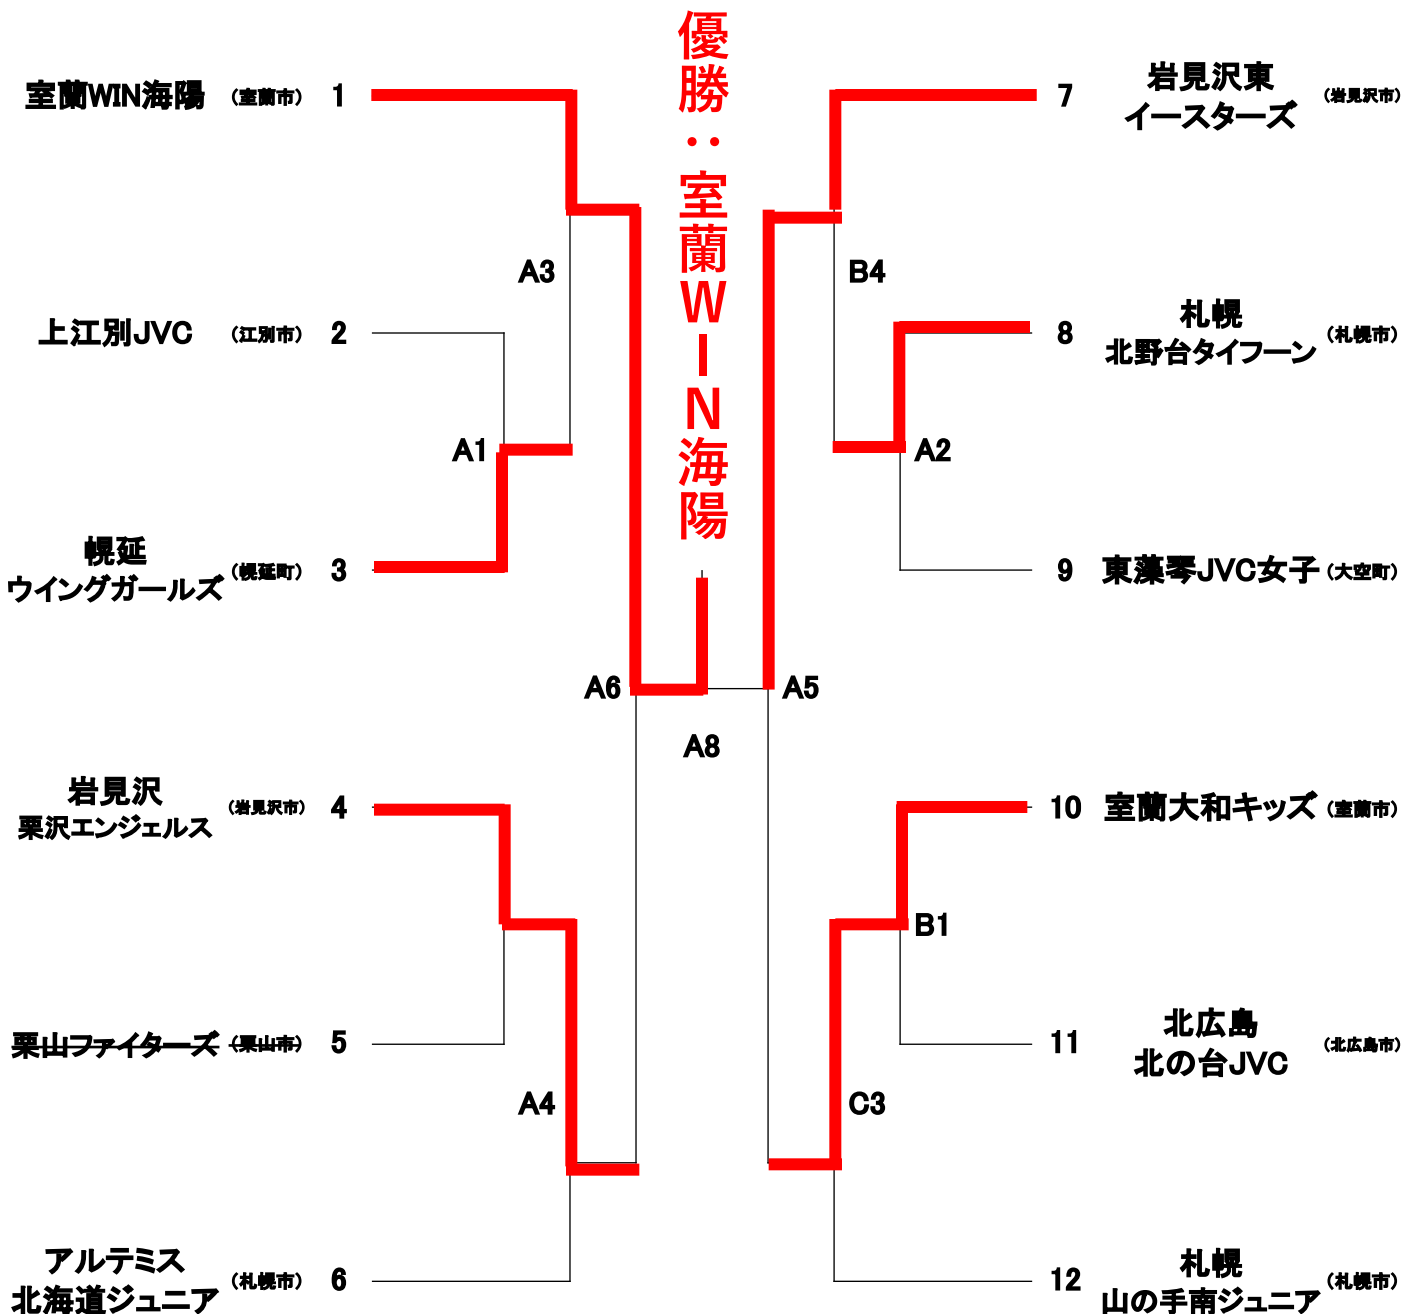 優勝：室蘭WIN海陽
室蘭WIN海陽 (室蘭市) 1
上江別JVC (江別市) 2
幌延
ウイングガールズ (幌延町) 3
岩見沢
栗沢エンジェルス (岩見沢市) 4
栗山ファイターズ (栗山市) 5
アルテミス
北海道ジュニア (札幌市) 6
A3
A1
A6
A8
A4
7 岩見沢東
イースターズ (岩見沢市)
8 札幌
北野台タイフーン (札幌市)
9 東藻琴JVC女子 (大空町)
10 室蘭大和キッズ (室蘭市)
11 北広島
北の台JVC (北広島市)
12 札幌
山の手南ジュニア (札幌市)
B4
A2
A5
B1
C3